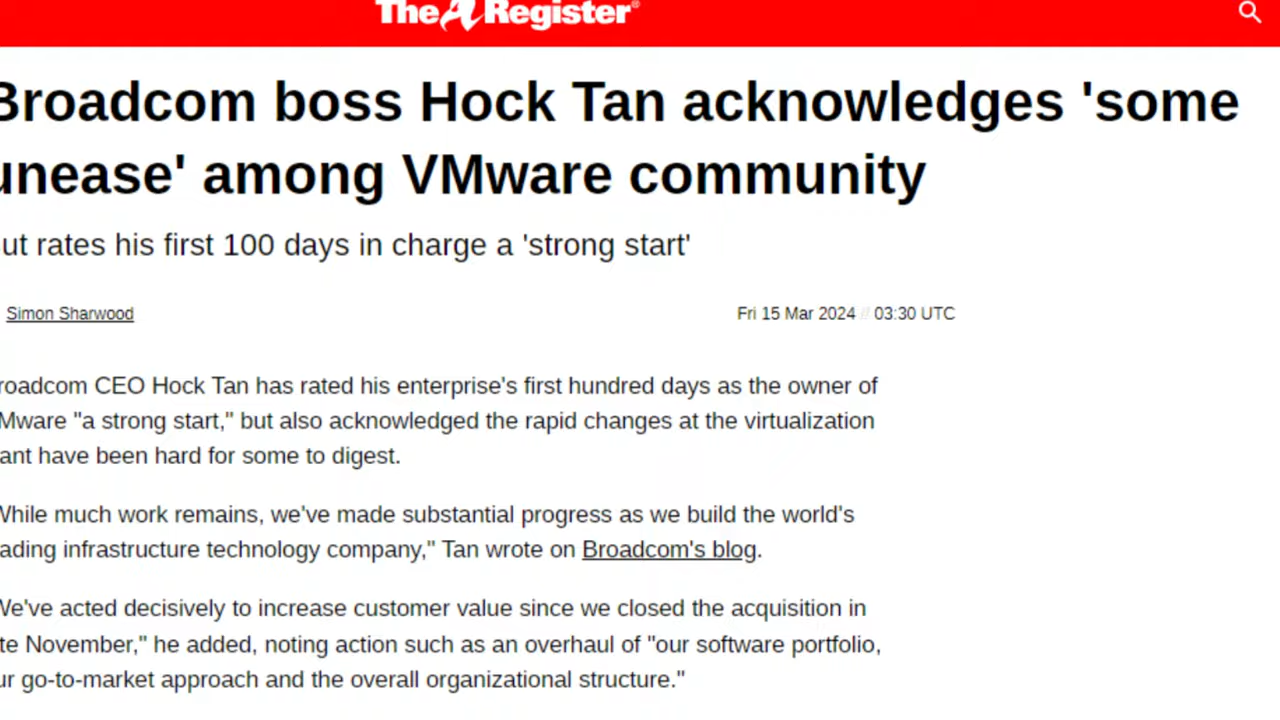 The Register®
Broadcom boss Hock Tan acknowledges 'some
unease' among VMware community
ut rates his first 100 days in charge a 'strong start'
Simon Sharwood
Fri 15 Mar 2024 // 03:30 UTC
roadcom CEO Hock Tan has rated his enterprise's first hundred days as the owner of
Mware "a strong start," but also acknowledged the rapid changes at the virtualization
ant have been hard for some to digest.
While much work remains, we've made substantial progress as we build the world's
ading infrastructure technology company," Tan wrote on Broadcom's blog.
We've acted decisively to increase customer value since we closed the acquisition in
te November," he added, noting action such as an overhaul of "our software portfolio,
ur go-to-market approach and the overall organizational structure."